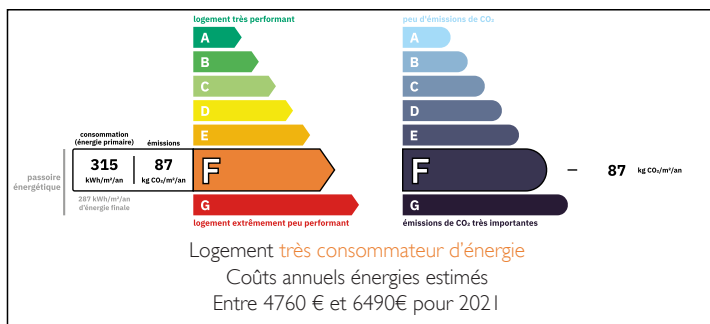 logement très performant
A
B
C
D
E
consommation
(énergie primaire)
émissions
315
kWh/m²/an
87
kg CO₂/m²/an
F
passoire
énergétique
287 kWh/m²/an
d'énergie finale
G
logement extrêmement peu performant
peu d'émissions de CO₂
A
B
C
D
E
F
87 kg CO₂/m²/an
G
émissions de CO₂ très importantes
Logement très consommateur d'énergie
Coûts annuels énergies estimés
Entre 4760 € et 6490€ pour 2021